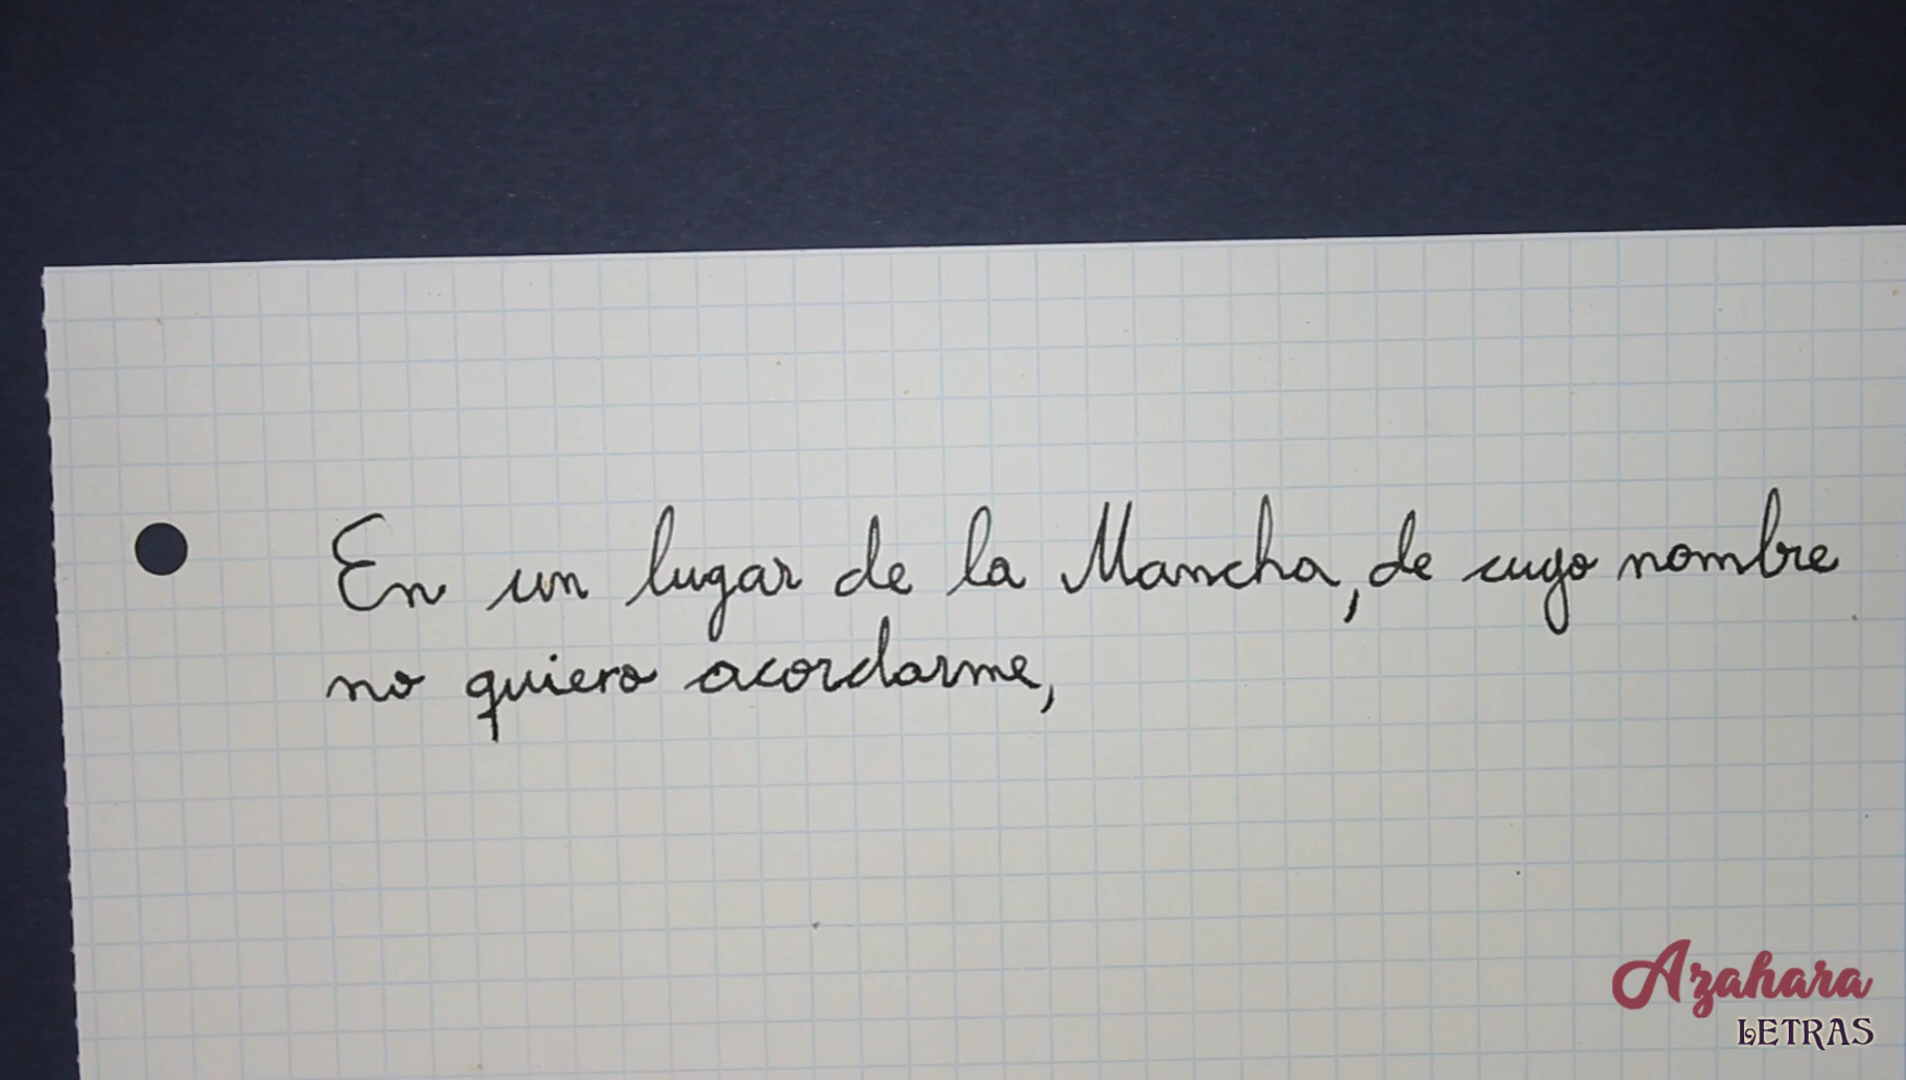 En un lugar de la Mancha, de cuyo nombre
no quiero acordarme,
Azahara
LETRAS